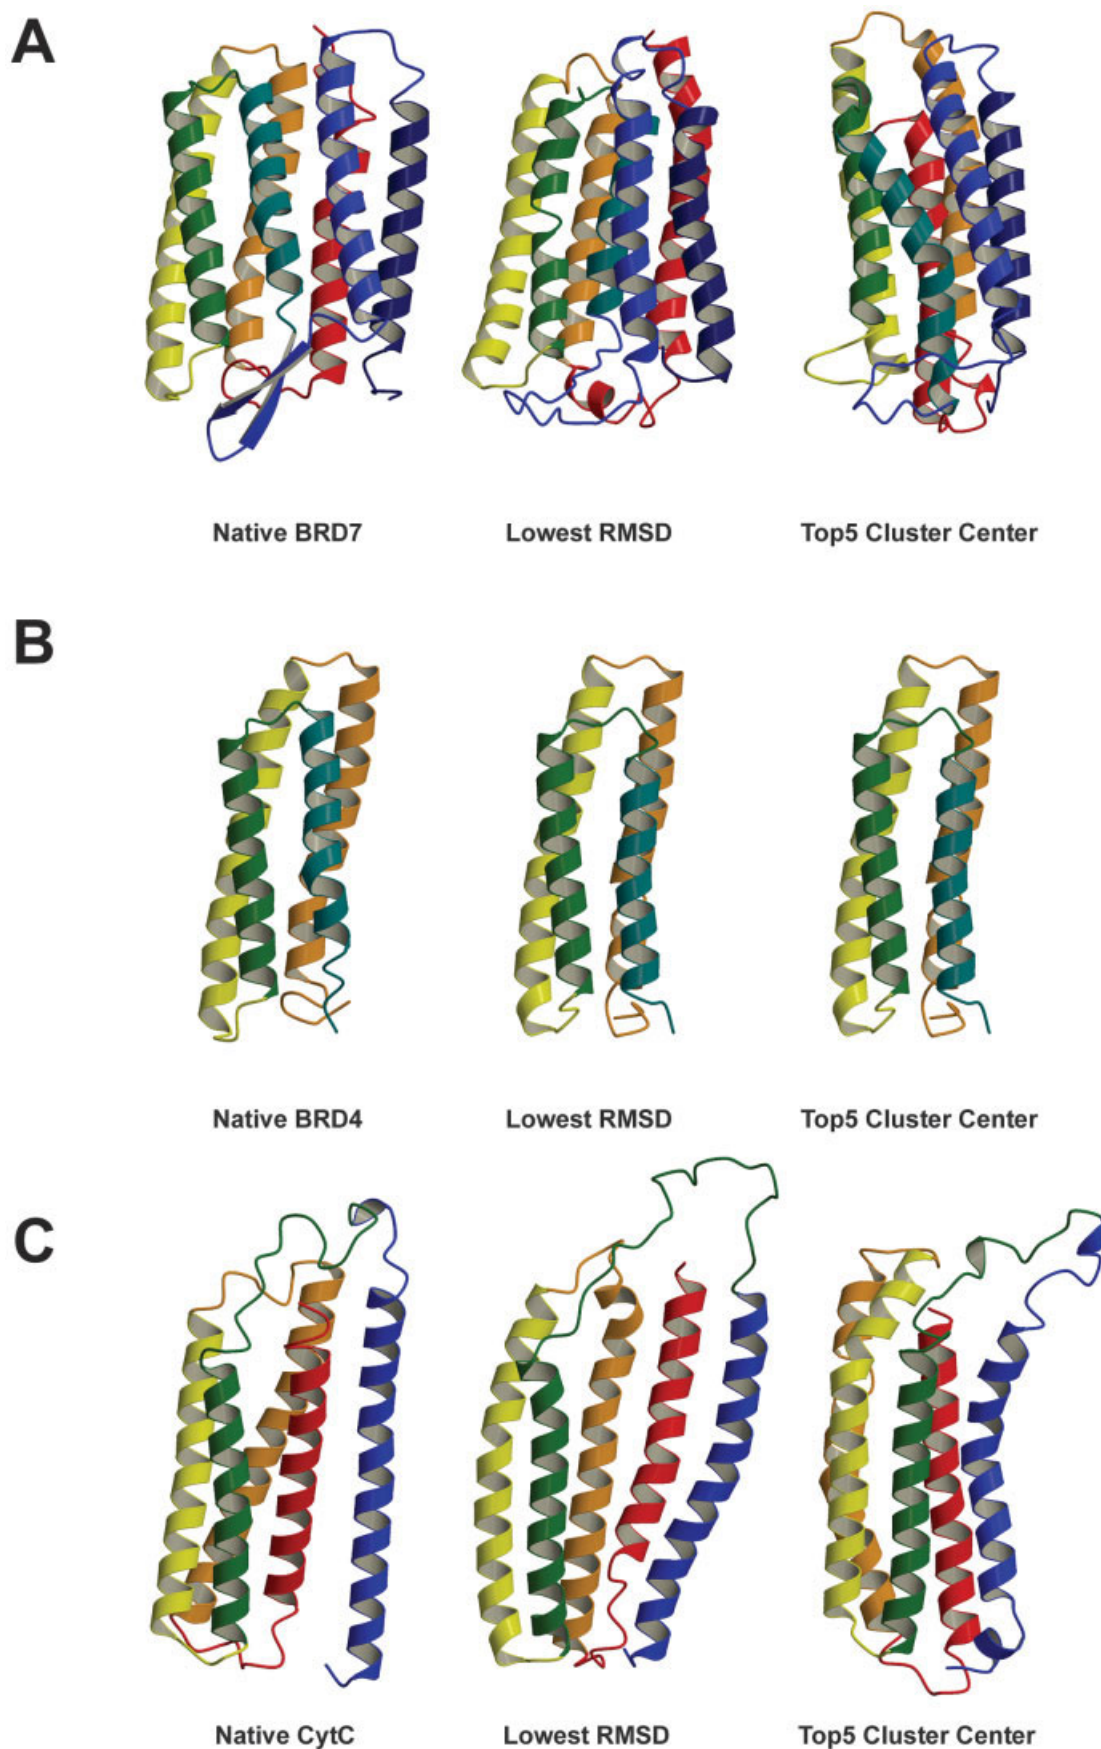 A
Native BRD7 Lowest RMSD Top5 Cluster Center
B
Native BRD4 Lowest RMSD Top5 Cluster Center
C
Native CytC Lowest RMSD Top5 Cluster Center